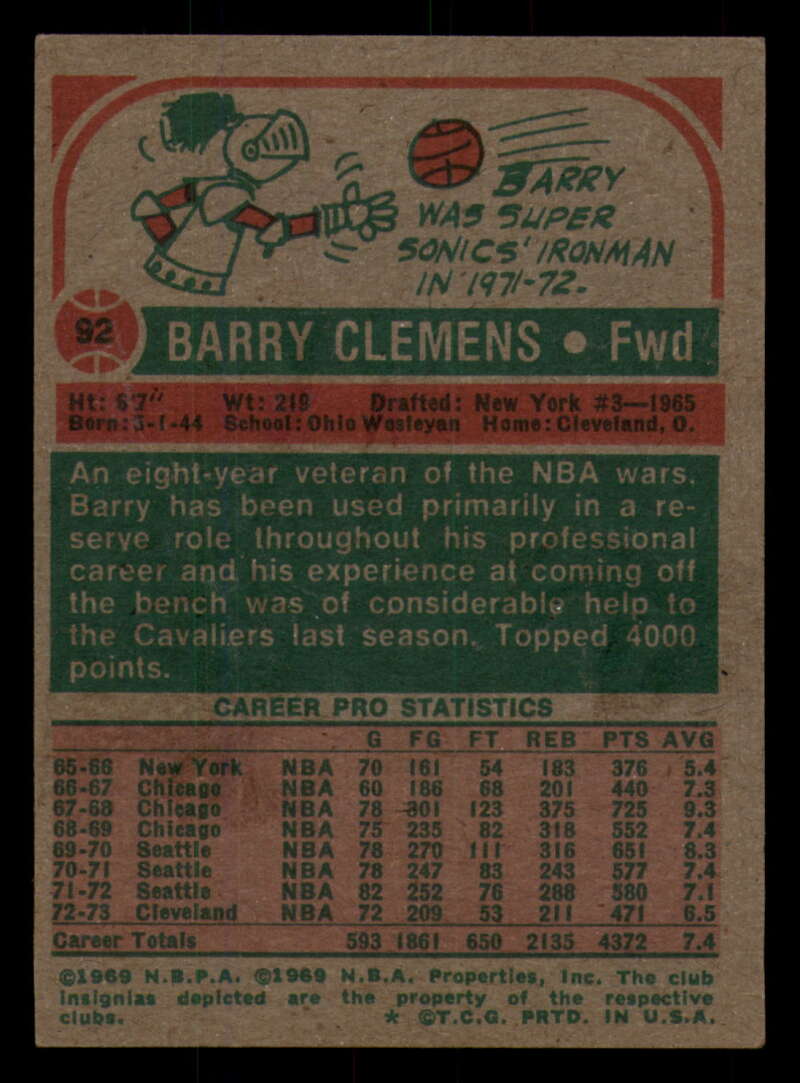 BARRY
WAS SUPER
SONICS' IRONMAN
IN 1971-72.
92
BARRY CLEMENS • Fwd
Ht: 6'7" Wt: 219 Drafted: New York #3—1965
Born: 5-1-44 School: Ohio Wesleyan Home: Cleveland, O.
An eight-year veteran of the NBA wars.
Barry has been used primarily in a re-
serve role throughout his professional
career and his experience at coming off
the bench was of considerable help to
the Cavaliers last season. Topped 4000
points.
CAREER PRO STATISTICS
G FG FT REB PTS AVG
65-66 New York NBA 70 161 54 183 376 5.4
66-67 Chicago NBA 60 186 68 201 440 7.3
67-68 Chicago NBA 78 301 123 375 725 9.3
68-69 Chicago NBA 75 235 82 318 552 7.4
69-70 Seattle NBA 78 270 111 316 651 8.3
70-71 Seattle NBA 78 247 83 243 577 7.4
71-72 Seattle NBA 82 252 76 288 580 7.1
72-73 Cleveland NBA 72 209 53 211 471 6.5
Career Totals 593 1861 650 2135 4372 7.4
©1969 N.B.P.A. ©1969 N.B.A. Properties, Inc. The club
insignias depicted are the property of the respective
clubs. * ©T.C.G. PRTD. IN U.S.A.